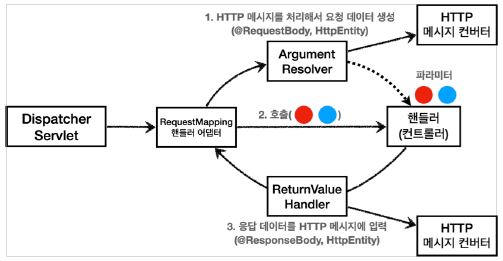 1. HTTP 메시지를 처리해서 요청 데이터 생성
(@RequestBody, HttpEntity)
HTTP
메시지 컨버터
Argument
Resolver
파라미터
Dispatcher
Servlet
RequestMapping
핸들러 어댑터
2. 호출( )
핸들러
(컨트롤러)
ReturnValue
Handler
3. 응답 데이터를 HTTP 메시지에 입력
(@ResponseBody, HttpEntity)
HTTP
메시지 컨버터